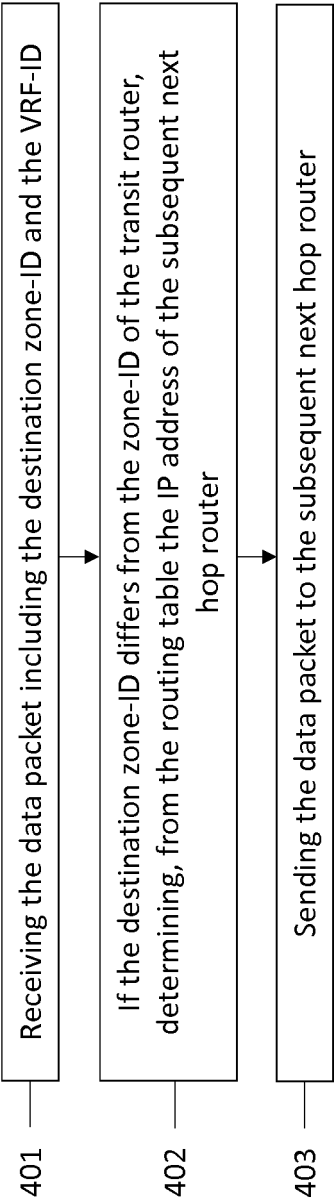 401
Receiving the data packet including the destination zone-ID and the VRF-ID
402
If the destination zone-ID differs from the zone-ID of the transit router,
determining, from the routing table the IP address of the subsequent next
hop router
403
Sending the data packet to the subsequent next hop router